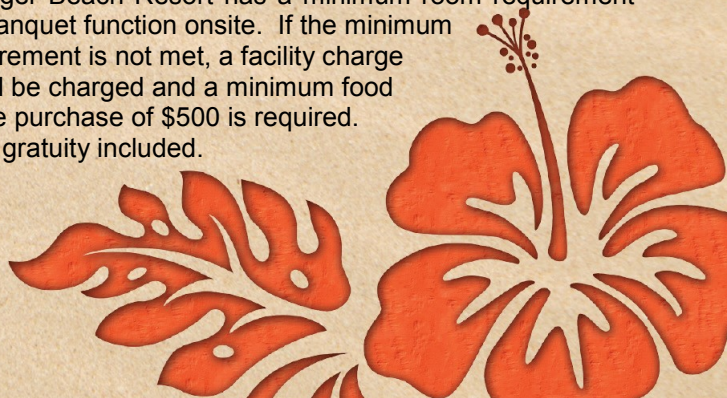 ger Beach Resort has a minimum room requirement
anquet function onsite. If the minimum
rement is not met, a facility charge
l be charged and a minimum food
e purchase of $500 is required.
gratuity included.